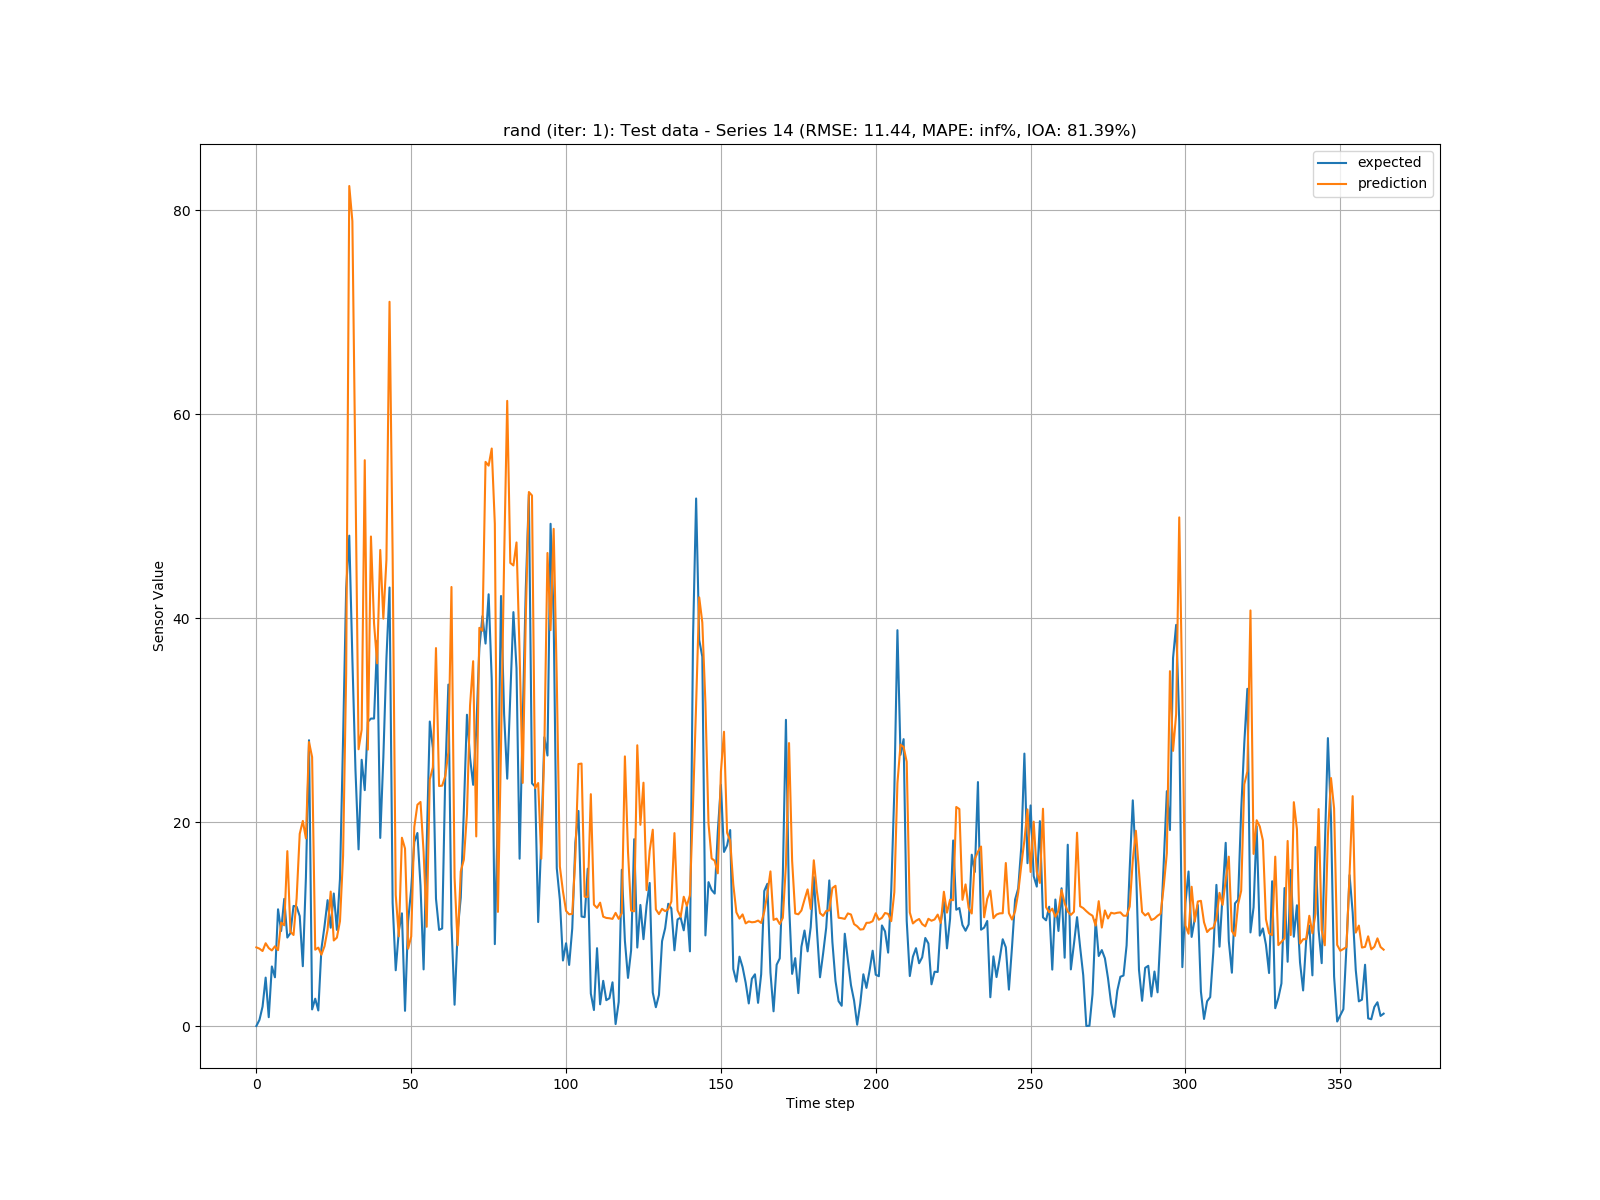 rand (iter: 1): Test data - Series 14 (RMSE: 11.44, MAPE: inf%, IOA: 81.39%)
expected
prediction
80
60
40
20
0
Sensor Value
0 50 100 150 200 250 300 350
Time step